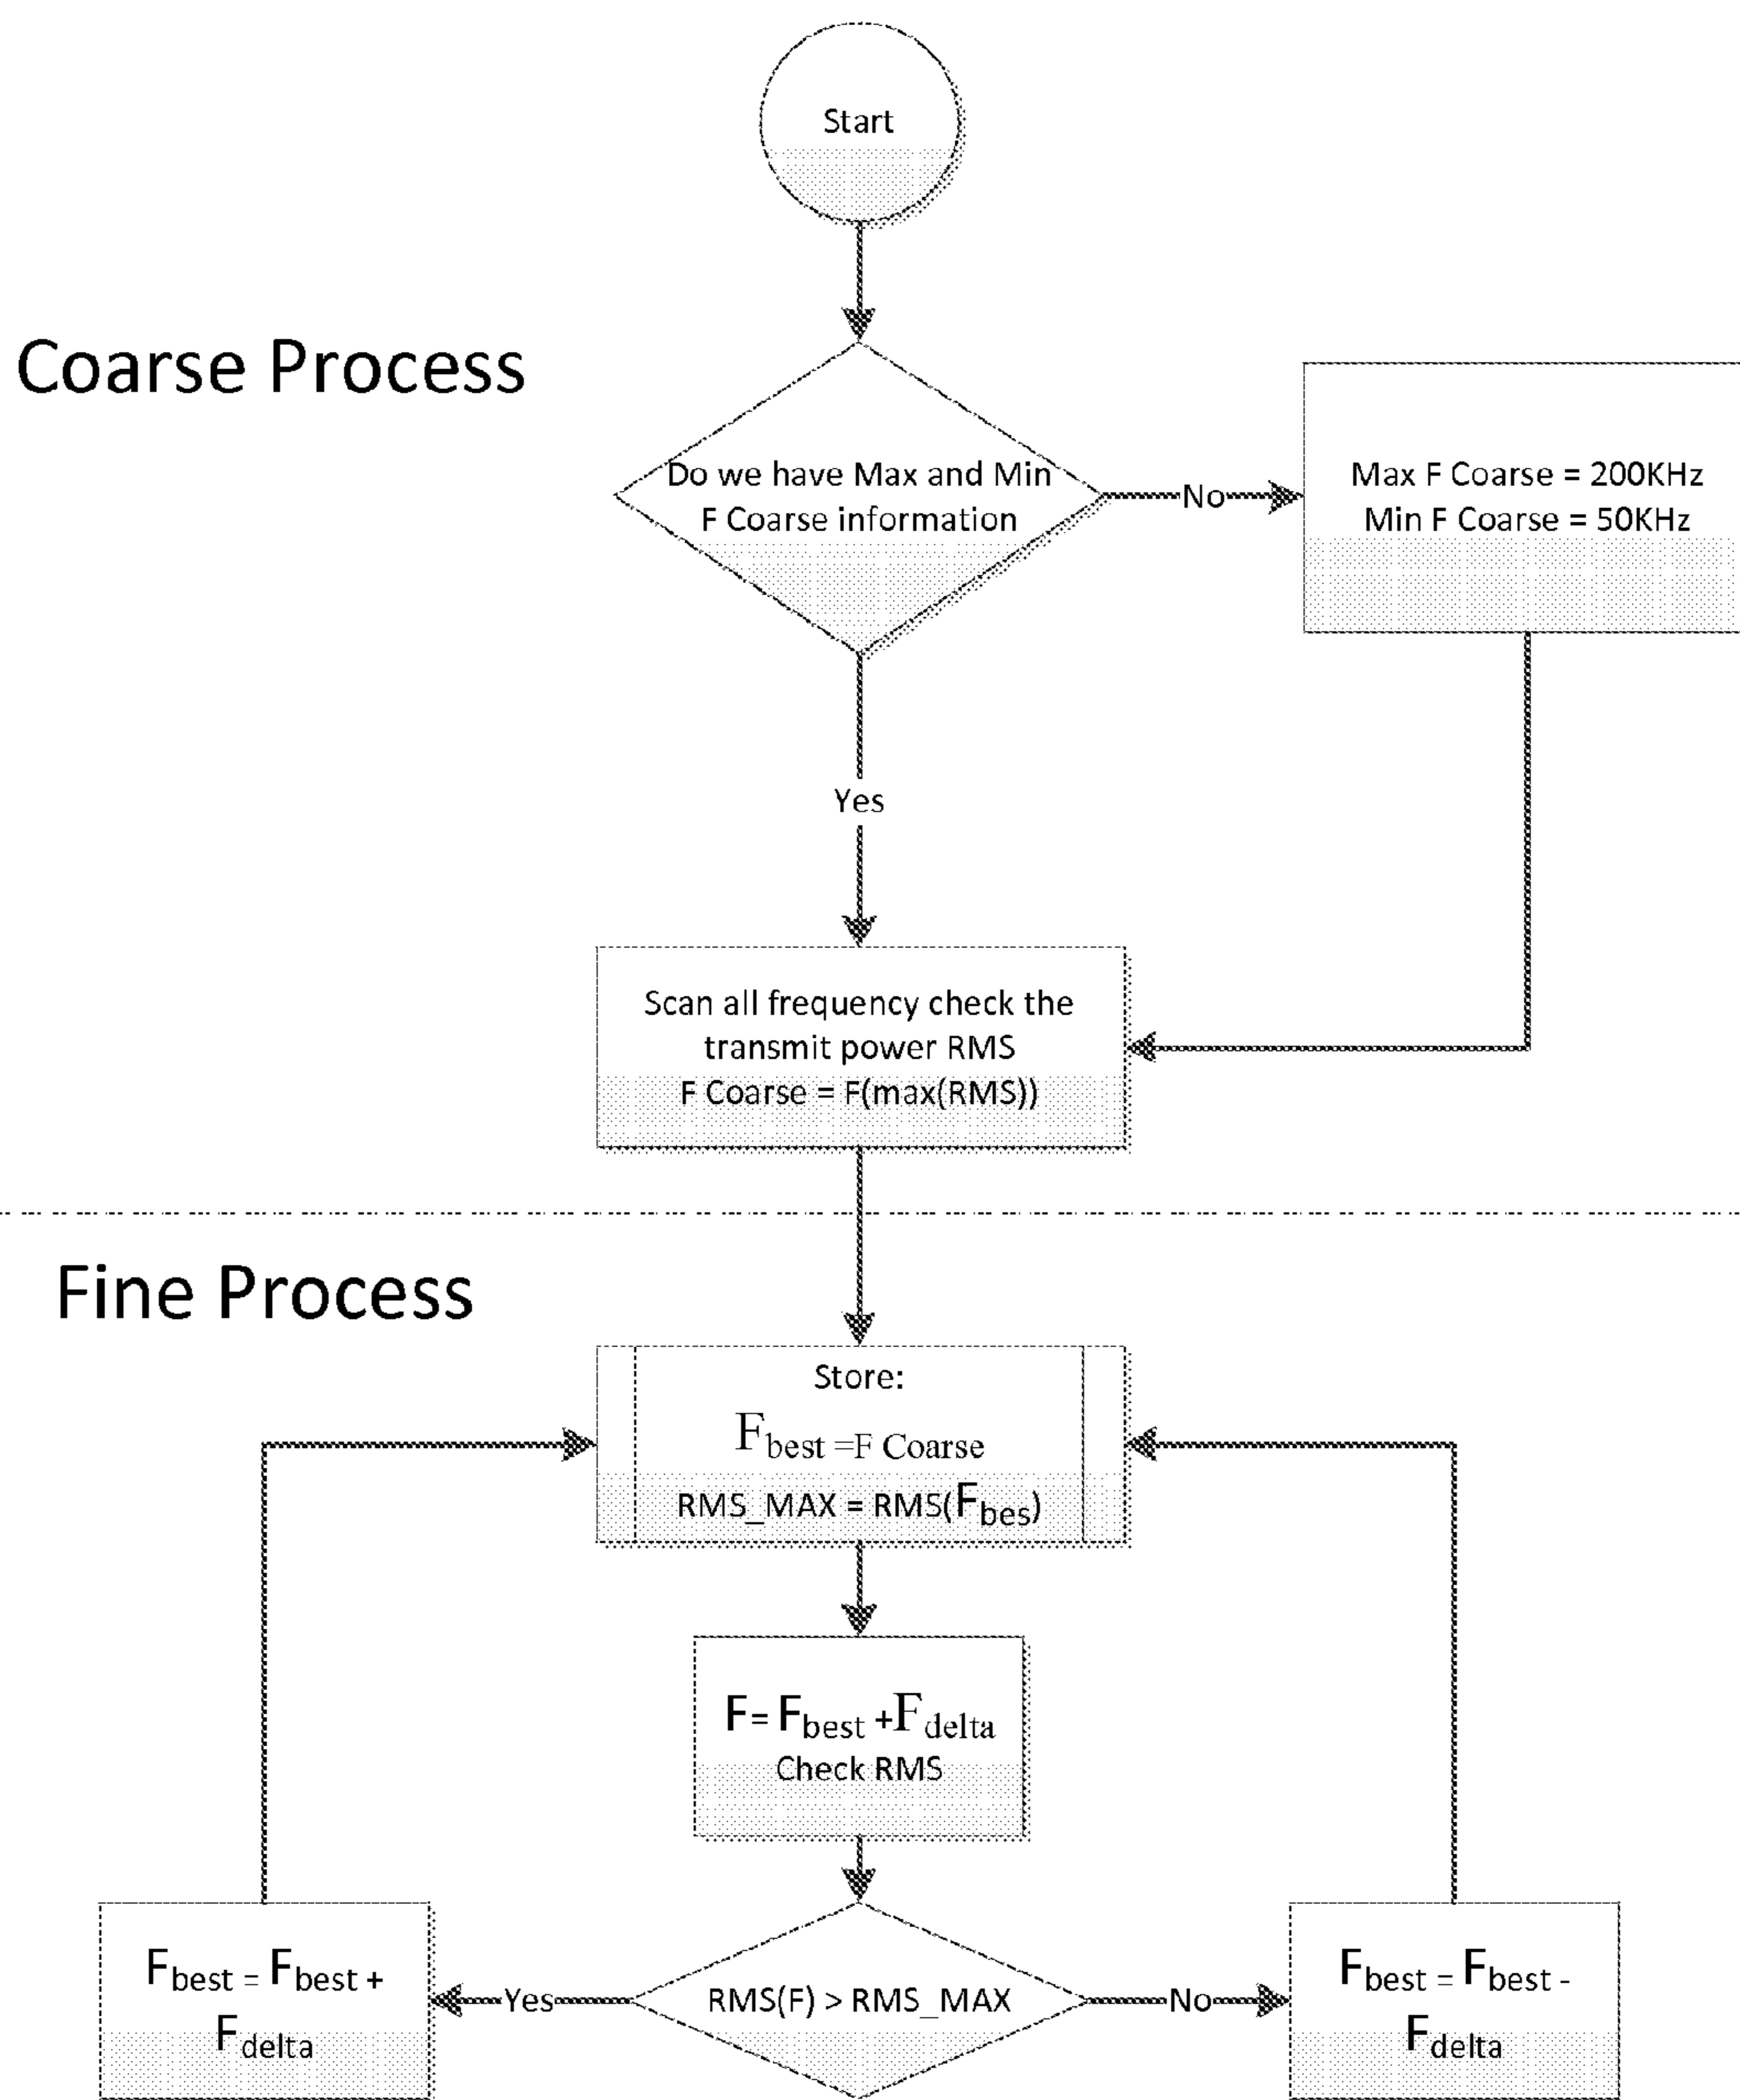 Start
Coarse Process
Do we have Max and Min
F Coarse information
No
Max F Coarse = 200KHz
Min F Coarse = 50KHz
Yes
Scan all frequency check the
transmit power RMS
F Coarse = F(max(RMS))
Fine Process
Store:
Fbest =F Coarse
RMS_MAX = RMS(Fbes)
F= Fbest +Fdelta
Check RMS
Fbest = Fbest +
Fdelta
Yes
RMS(F) > RMS_MAX
No
Fbest = Fbest -
Fdelta